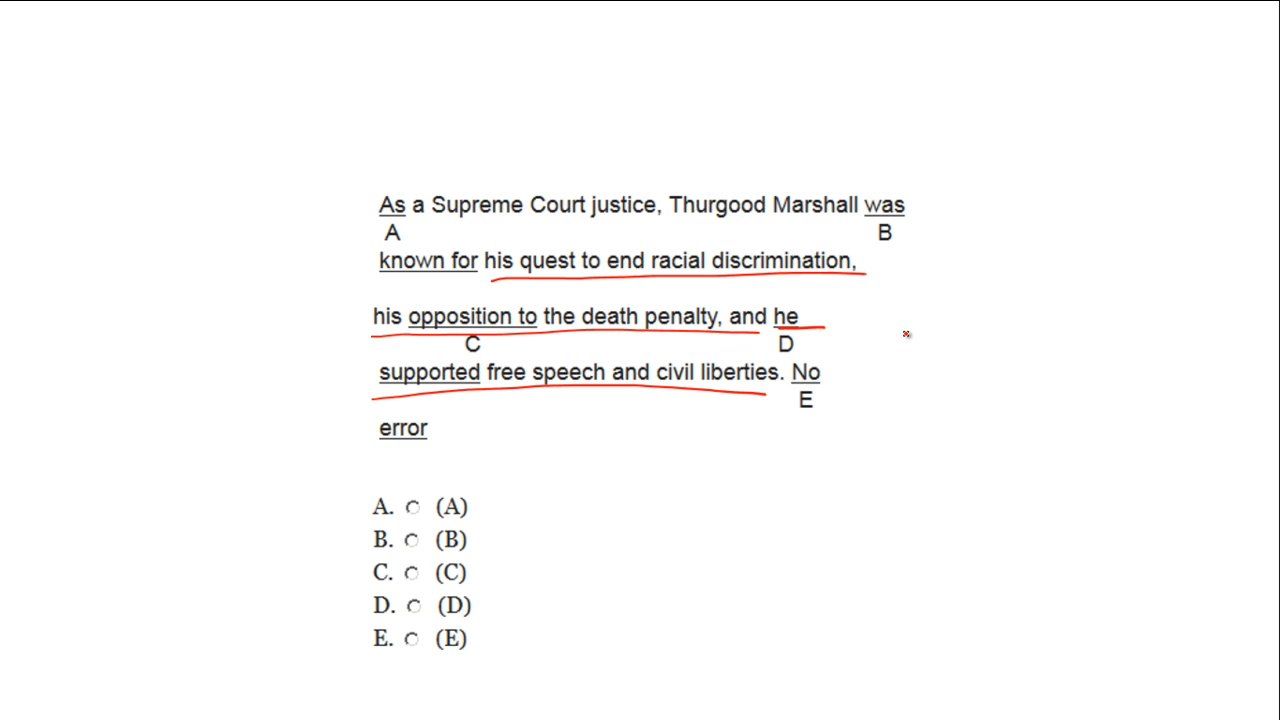 As a Supreme Court justice, Thurgood Marshall was
A B
known for his quest to end racial discrimination,
his opposition to the death penalty, and he
C D
supported free speech and civil liberties. No
E
error
A. (A)
B. (B)
C. (C)
D. (D)
E. (E)